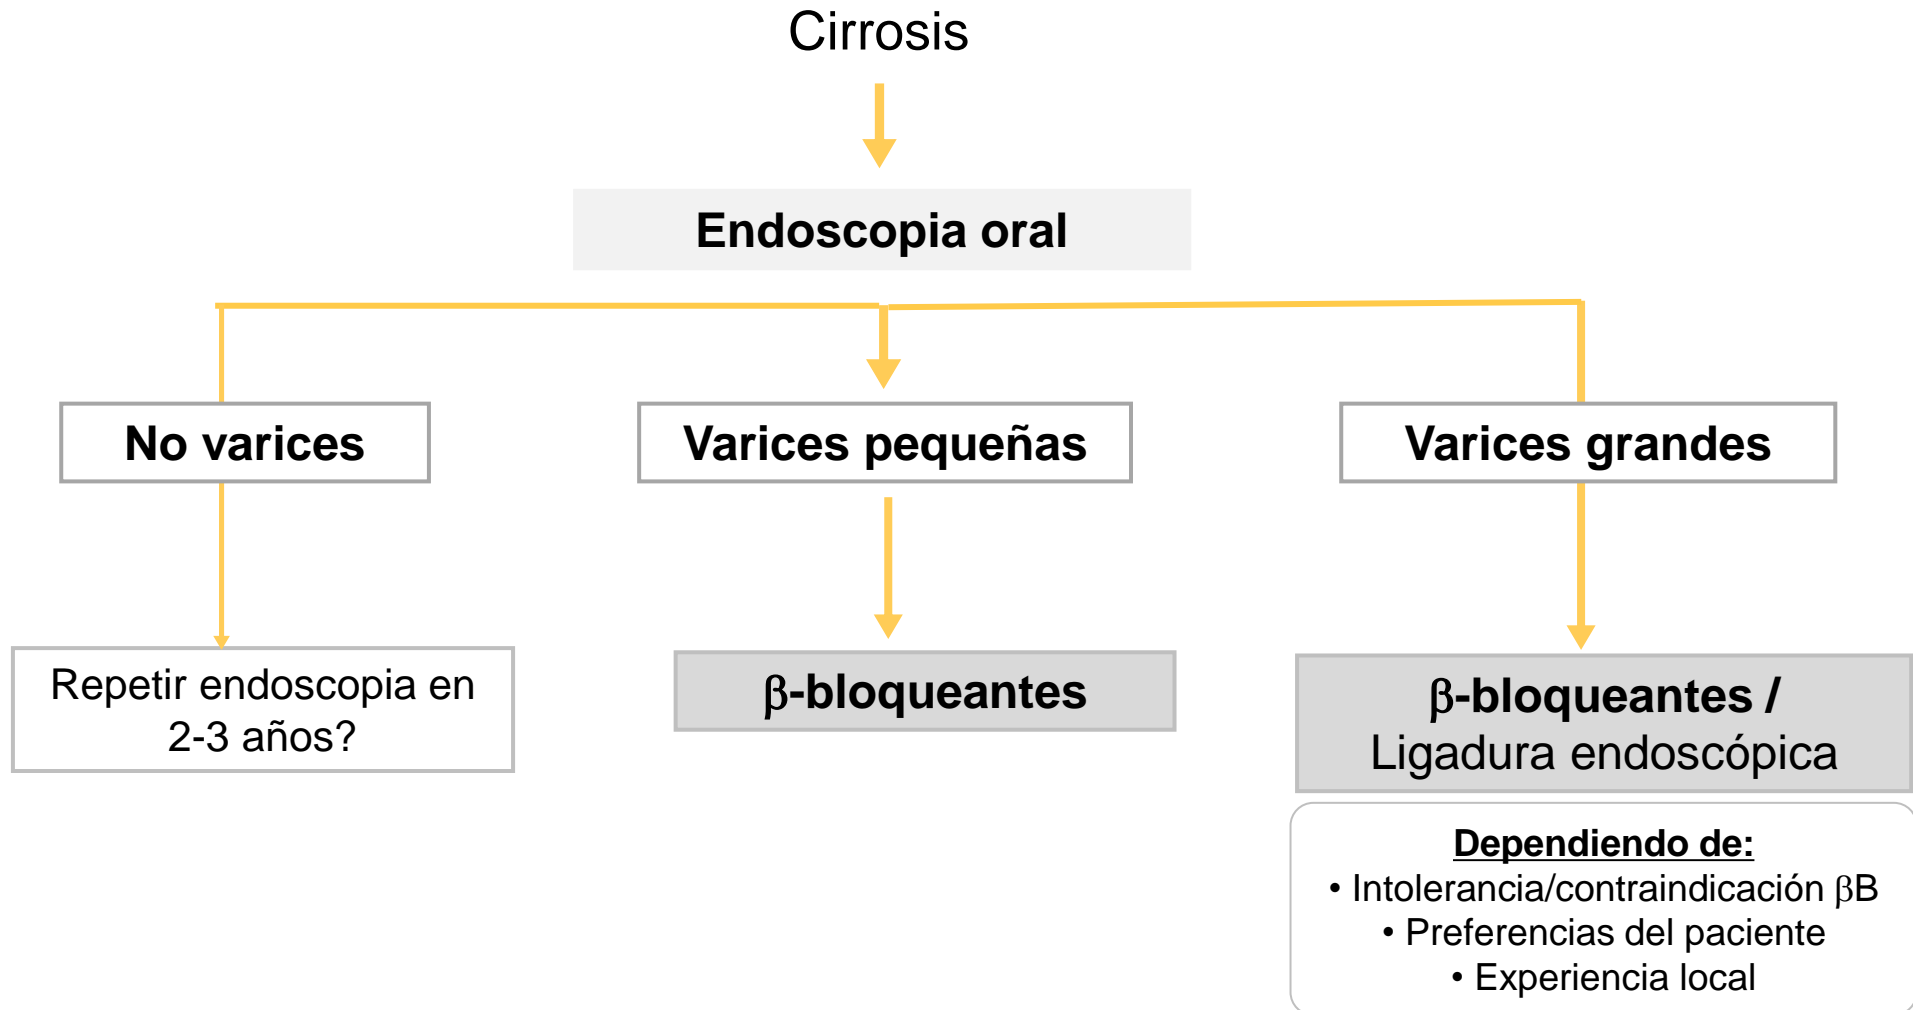 Cirrosis
Endoscopia oral
No varices
Varices pequeñas
Varices grandes
Repetir endoscopia en
2-3 años?
β-bloqueantes
β-bloqueantes /
Ligadura endoscópica
Dependiendo de:
• Intolerancia/contraindicación βB
• Preferencias del paciente
• Experiencia local